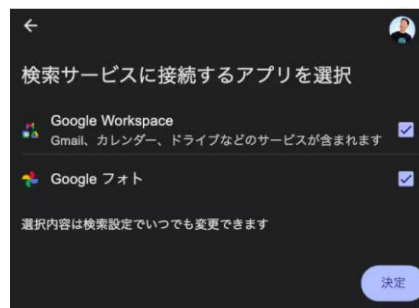 検索サービスに接続するアプリを選択
Google Workspace
Gmail、カレンダー、ドライブなどのサービスが含まれます
Google フォト
選択内容は検索設定でいつでも変更できます
決定